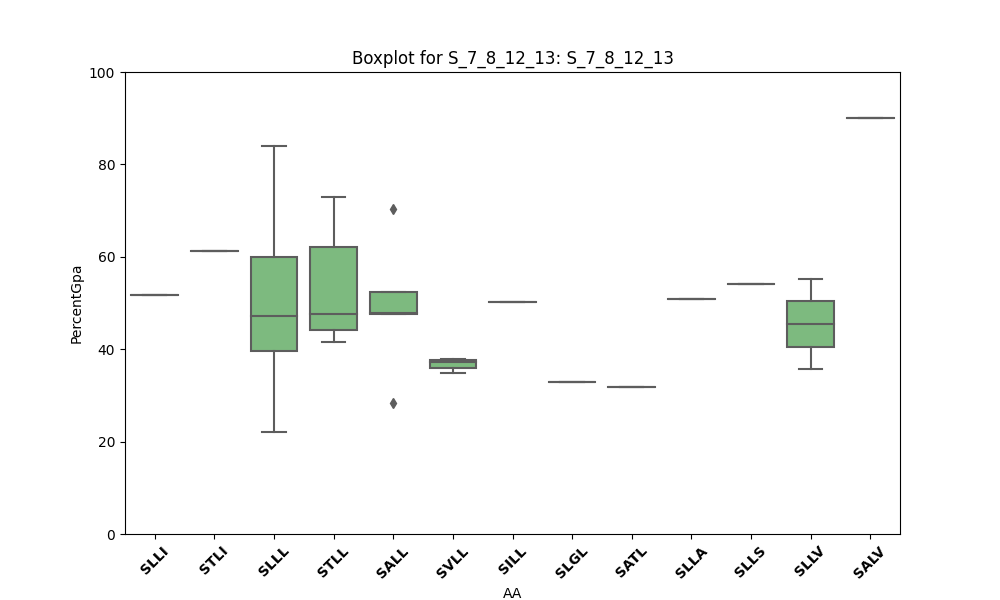 Boxplot for S_7_8_12_13: S_7_8_12_13
PercentGpa
100
80
60
40
20
0
SLLI
STLI
SLLL
STLL
SALL
SVLL
SILL
SLGL
SATL
SLLA
SLLS
SLLV
SALV
AA